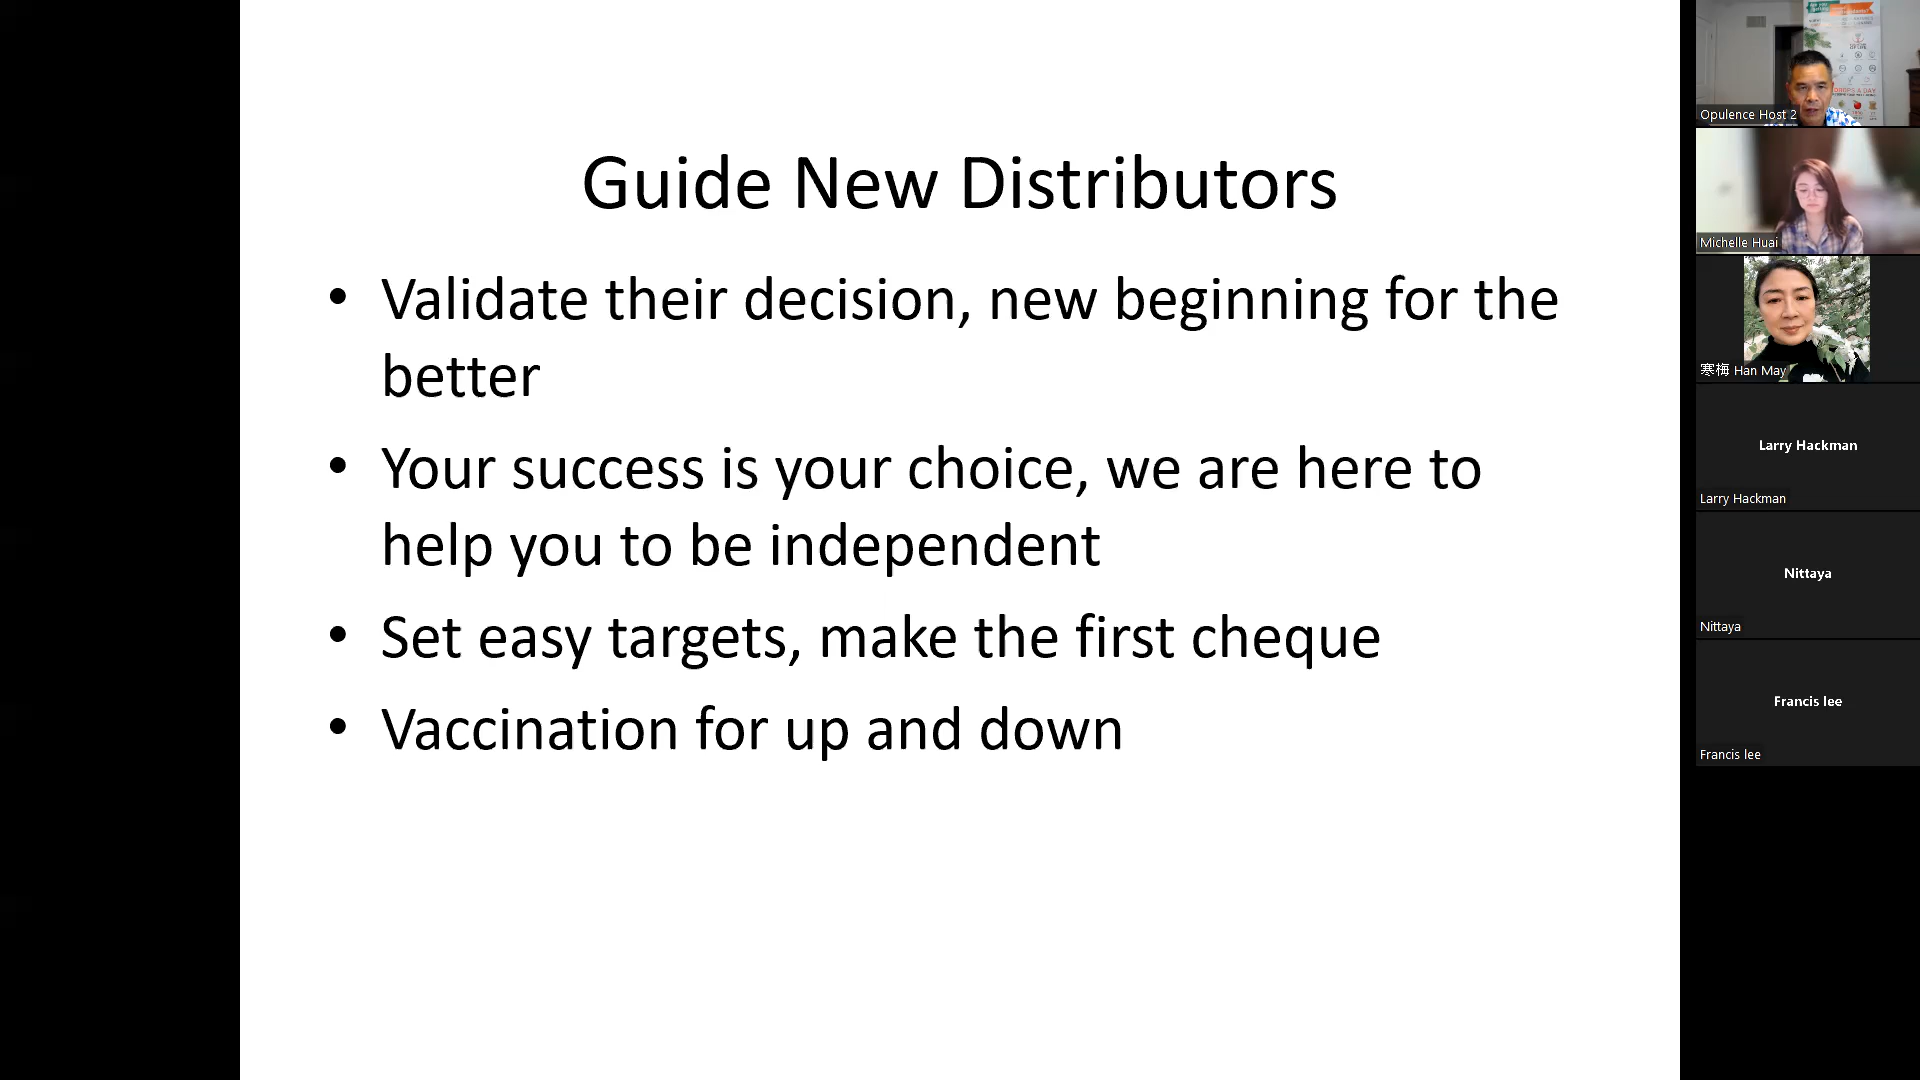 Guide New Distributors
• Validate their decision, new beginning for the
better
• Your success is your choice, we are here to
help you to be independent
• Set easy targets, make the first cheque
• Vaccination for up and down
DROPS A DAY
Opulence Host 2
Michelle Huai
寒梅 Han May
Larry Hackman
Larry Hackman
Nittaya
Nittaya
Francis lee
Francis lee